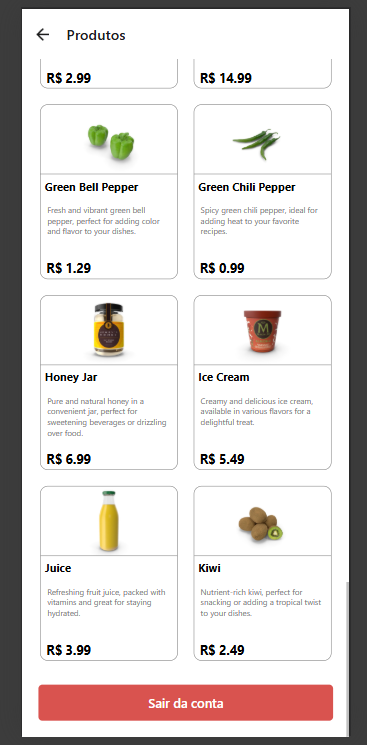 Produtos
R$ 2.99
R$ 14.99
Green Bell Pepper
Fresh and vibrant green bell
pepper, perfect for adding color
and flavor to your dishes.
R$ 1.29
Green Chili Pepper
Spicy green chili pepper, ideal for
adding heat to your favorite
recipes.
R$ 0.99
Honey Jar
Pure and natural honey in a
convenient jar, perfect for
sweetening beverages or drizzling
over food.
R$ 6.99
M
Ice Cream
Creamy and delicious ice cream,
available in various flavors for a
delightful treat.
R$ 5.49
Juice
Refreshing fruit juice, packed with
vitamins and great for staying
hydrated.
R$ 3.99
Kiwi
Nutrient-rich kiwi, perfect for
snacking or adding a tropical twist
to your dishes.
R$ 2.49
Sair da conta